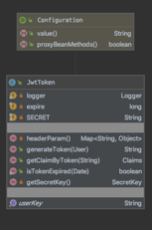 Configuration
value() String
proxyBeanMethods() boolean
JwtToken
logger Logger
expire long
SECRET String
headerParam() Map<String, Object>
generateToken(User) String
getClaimByToken(String) Claims
isTokenExpired(Date) boolean
getSecretKey() SecretKey
userKey String